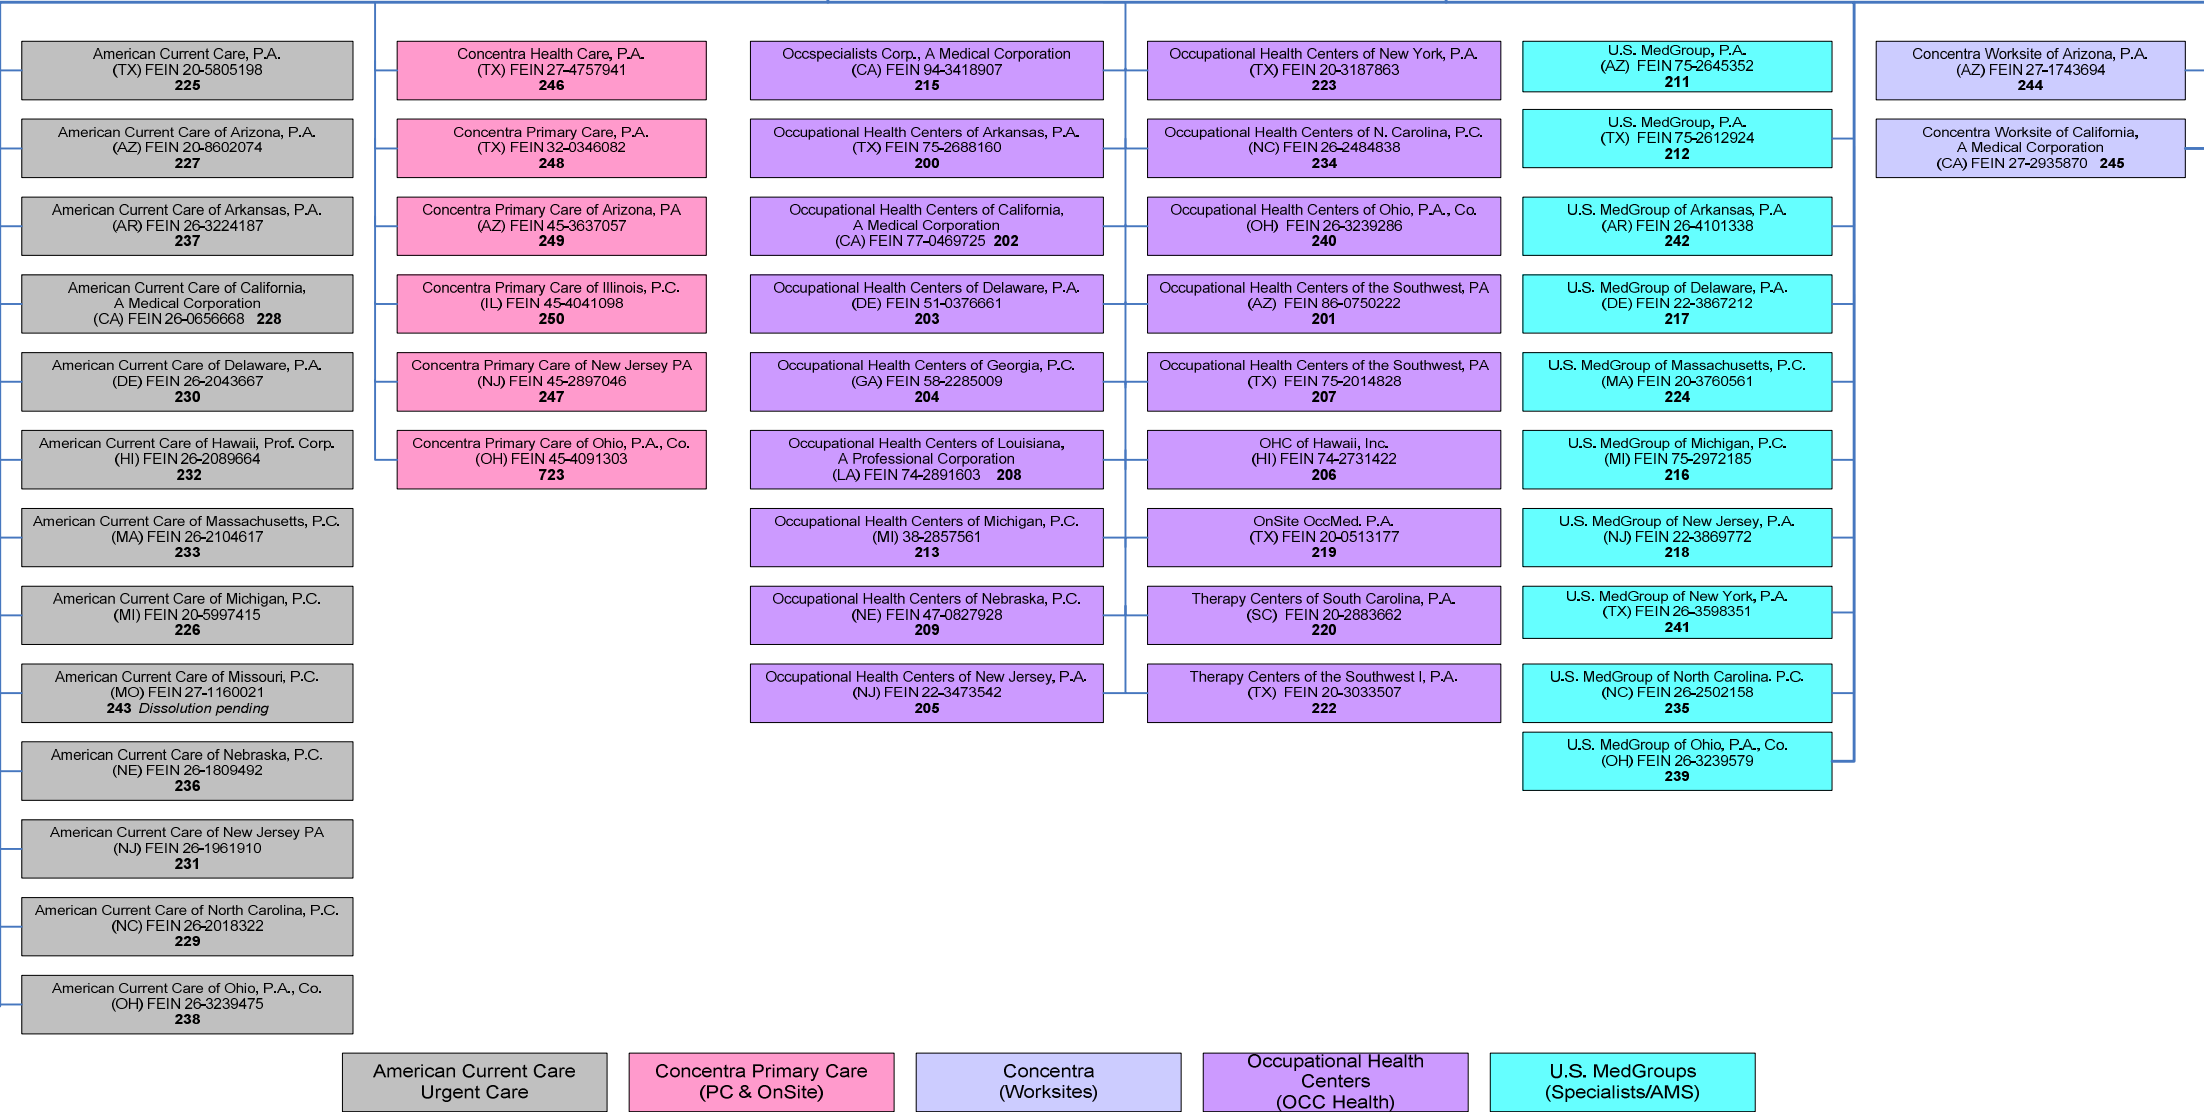 American Current Care, P.A.
(TX) FEIN 20-5805198
225
American Current Care of Arizona, P.A.
(AZ) FEIN 20-8602074
227
American Current Care of Arkansas, P.A.
(AR) FEIN 26-3224187
237
American Current Care of California,
A Medical Corporation
(CA) FEIN 26-0656668 228
American Current Care of Delaware, P.A.
(DE) FEIN 26-2043667
230
American Current Care of Hawaii, Prof. Corp.
(HI) FEIN 26-2089664
232
American Current Care of Massachusetts, P.C.
(MA) FEIN 26-2104617
233
American Current Care of Michigan, P.C.
(MI) FEIN 20-5997415
226
American Current Care of Missouri, P.C.
(MO) FEIN 27-1160021
243 Dissolution pending
American Current Care of Nebraska, P.C.
(NE) FEIN 26-1809492
236
American Current Care of New Jersey PA
(NJ) FEIN 26-1961910
231
American Current Care of North Carolina, P.C.
(NC) FEIN 26-2018322
229
American Current Care of Ohio, P.A., Co.
(OH) FEIN 26-3239475
238
Concentra Health Care, P.A.
(TX) FEIN 27-4757941
246
Concentra Primary Care, P.A.
(TX) FEIN 32-0346082
248
Concentra Primary Care of Arizona, PA
(AZ) FEIN 45-3637057
249
Concentra Primary Care of Illinois, P.C.
(IL) FEIN 45-4041098
250
Concentra Primary Care of New Jersey PA
(NJ) FEIN 45-2897046
247
Concentra Primary Care of Ohio, P.A., Co.
(OH) FEIN 45-4091303
723
Occspecialists Corp., A Medical Corporation
(CA) FEIN 94-3418907
215
Occupational Health Centers of Arkansas, P.A.
(TX) FEIN 75-2688160
200
Occupational Health Centers of California,
A Medical Corporation
(CA) FEIN 77-0469725 202
Occupational Health Centers of Delaware, P.A.
(DE) FEIN 51-0376661
203
Occupational Health Centers of Georgia, P.C.
(GA) FEIN 58-2285009
204
Occupational Health Centers of Louisiana,
A Professional Corporation
(LA) FEIN 74-2891603 208
Occupational Health Centers of Michigan, P.C.
(MI) 38-2857561
213
Occupational Health Centers of Nebraska, P.C.
(NE) FEIN 47-0827928
209
Occupational Health Centers of New Jersey, P.A.
(NJ) FEIN 22-3473542
205
Occupational Health Centers of New York, P.A.
(TX) FEIN 20-3187863
223
Occupational Health Centers of N. Carolina, P.C.
(NC) FEIN 26-2484838
234
Occupational Health Centers of Ohio, P.A., Co.
(OH) FEIN 26-3239286
240
Occupational Health Centers of the Southwest, PA
(AZ) FEIN 86-0750222
201
Occupational Health Centers of the Southwest, PA
(TX) FEIN 75-2014828
207
OHC of Hawaii, Inc.
(HI) FEIN 74-2731422
206
OnSite OccMed. P.A.
(TX) FEIN 20-0513177
219
Therapy Centers of South Carolina, P.A.
(SC) FEIN 20-2883662
220
Therapy Centers of the Southwest I, P.A.
(TX) FEIN 20-3033507
222
U.S. MedGroup, P.A.
(AZ) FEIN 75-2645352
211
U.S. MedGroup, P.A.
(TX) FEIN 75-2612924
212
U.S. MedGroup of Arkansas, P.A.
(AR) FEIN 26-4101338
242
U.S. MedGroup of Delaware, P.A.
(DE) FEIN 22-3867212
217
U.S. MedGroup of Massachusetts, P.C.
(MA) FEIN 20-3760561
224
U.S. MedGroup of Michigan, P.C.
(MI) FEIN 75-2972185
216
U.S. MedGroup of New Jersey, P.A.
(NJ) FEIN 22-3869772
218
U.S. MedGroup of New York, P.A.
(TX) FEIN 26-3598351
241
U.S. MedGroup of North Carolina. P.C.
(NC) FEIN 26-2502158
235
U.S. MedGroup of Ohio, P.A., Co.
(OH) FEIN 26-3239579
239
Concentra Worksite of Arizona, P.A.
(AZ) FEIN 27-1743694
244
Concentra Worksite of California,
A Medical Corporation
(CA) FEIN 27-2935870 245
American Current Care
Urgent Care
Concentra Primary Care
(PC & OnSite)
Concentra
(Worksites)
Occupational Health
Centers
(OCC Health)
U.S. MedGroups
(Specialists/AMS)